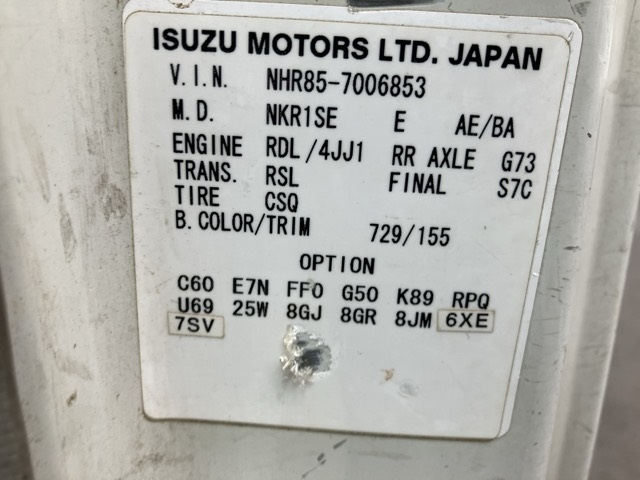 ISUZU MOTORS LTD. JAPAN
V.I.N. NHR85-7006853
M.D. NKR1SE E AE/BA
ENGINE RDL/4JJ1 RR AXLE G73
TRANS. RSL FINAL S7C
TIRE CSQ
B.COLOR/TRIM 729/155
OPTION
C60 E7N FF0 G50 K89 RPQ
U69 25W 8GJ 8GR 8JM 6XE
7SV